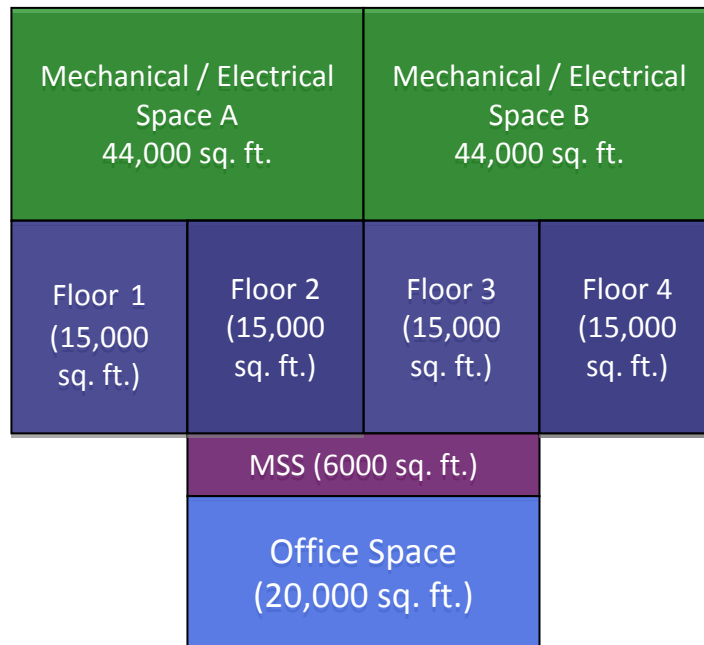 Mechanical / Electrical
Space A
44,000 sq. ft.
Mechanical / Electrical
Space B
44,000 sq. ft.
Floor 1
(15,000
sq. ft.)
Floor 2
(15,000
sq. ft.)
Floor 3
(15,000
sq. ft.)
Floor 4
(15,000
sq. ft.)
MSS (6000 sq. ft.)
Office Space
(20,000 sq. ft.)